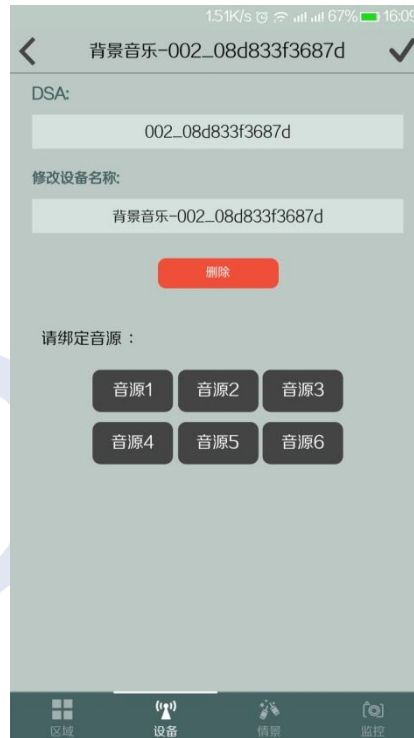 1.51K/s 67% 16:09
背景音乐-002_08d833f3687d
DSA:
002_08d833f3687d
修改设备名称:
背景音乐-002_08d833f3687d
删除
请绑定音源：
音源1 音源2 音源3
音源4 音源5 音源6
区域 设备 情景 监控